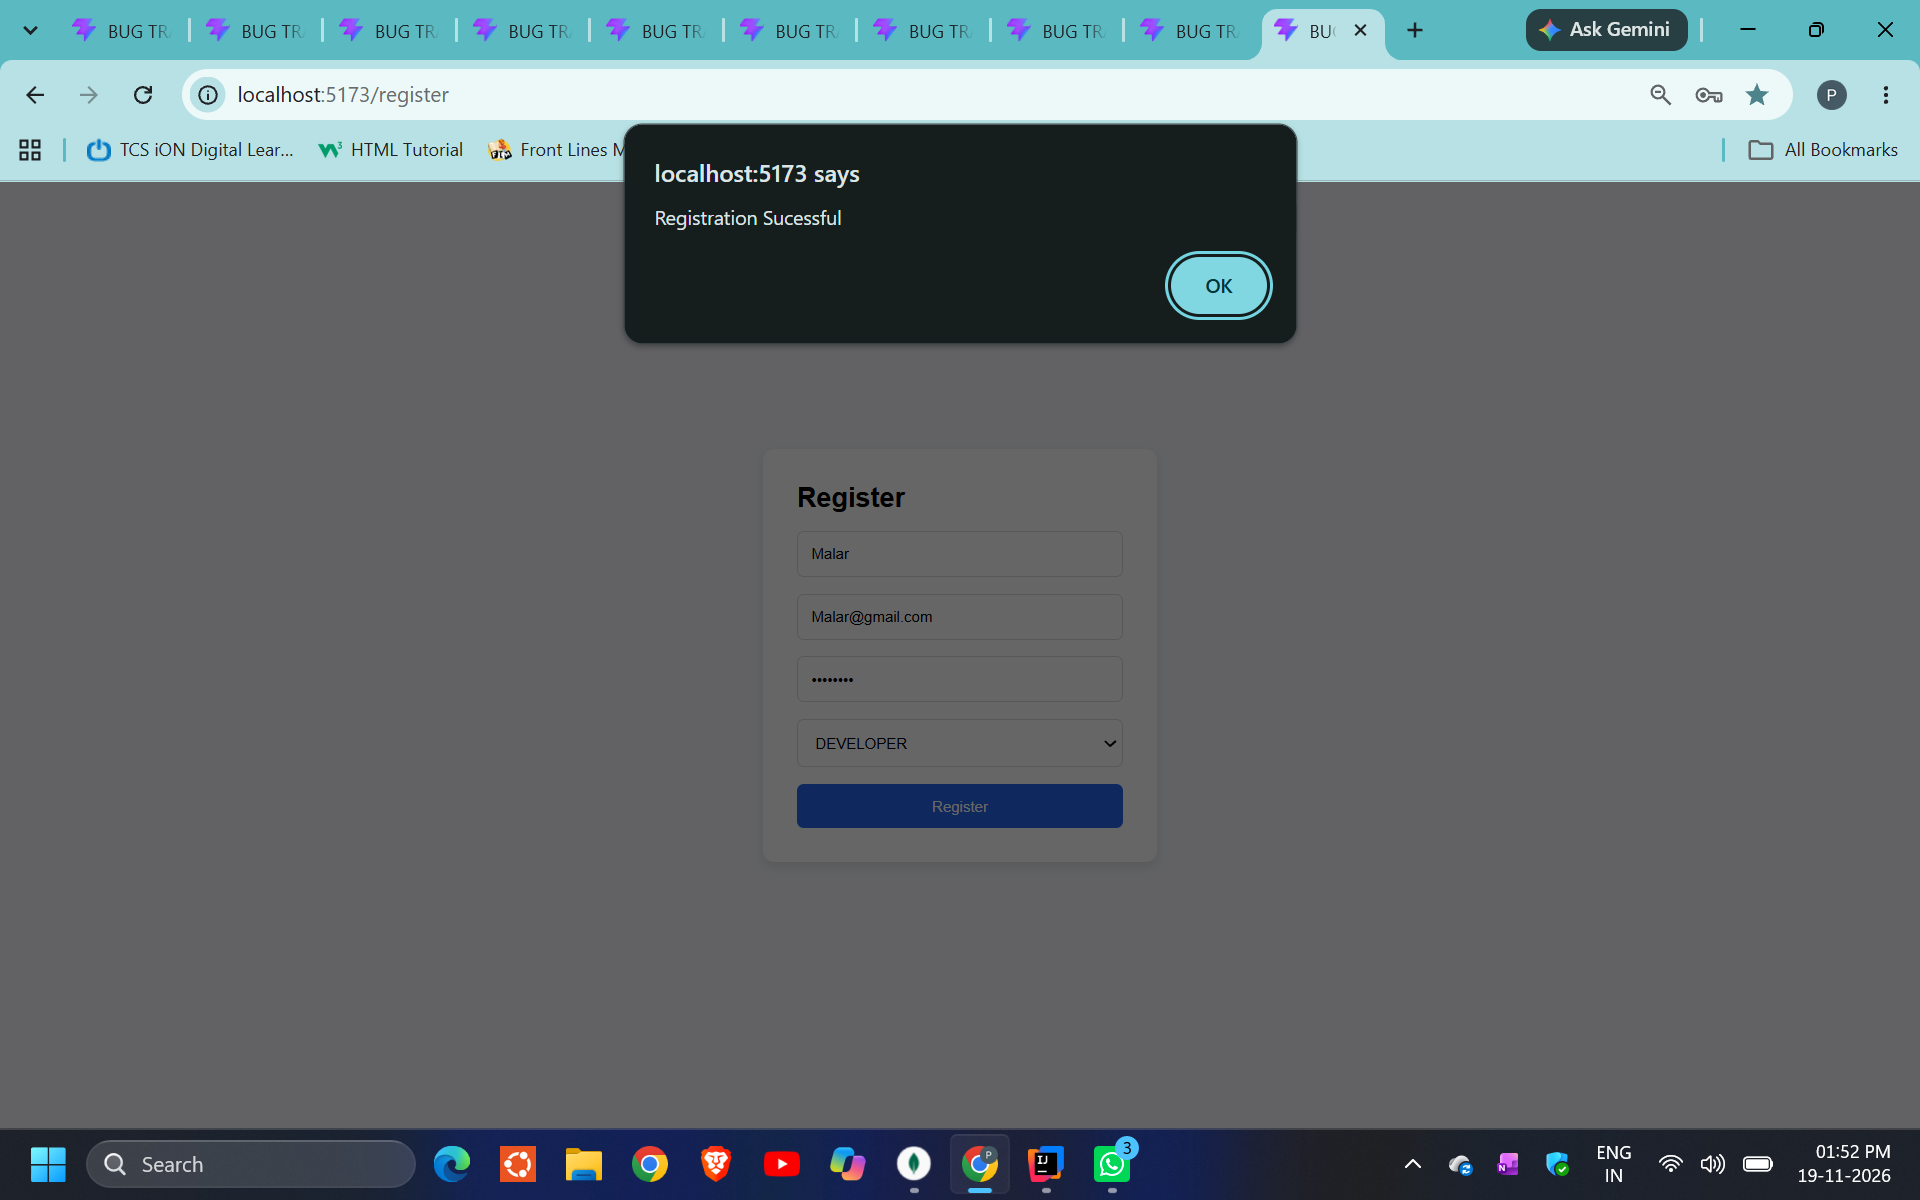 BUG TR
BUG TR
BUG TR
BUG TR
BUG TR
BUG TR
BUG TR
BUG TR
BUG TR
BU
Ask Gemini
localhost:5173/register
P
TCS iON Digital Lear...
HTML Tutorial
Front Lines M
All Bookmarks
localhost:5173 says
Registration Sucessful
OK
Register
Malar
Malar@gmail.com
••••••••
DEVELOPER
Register
Search
P
IJ
3
N
ENG
IN
01:52 PM
19-11-2026